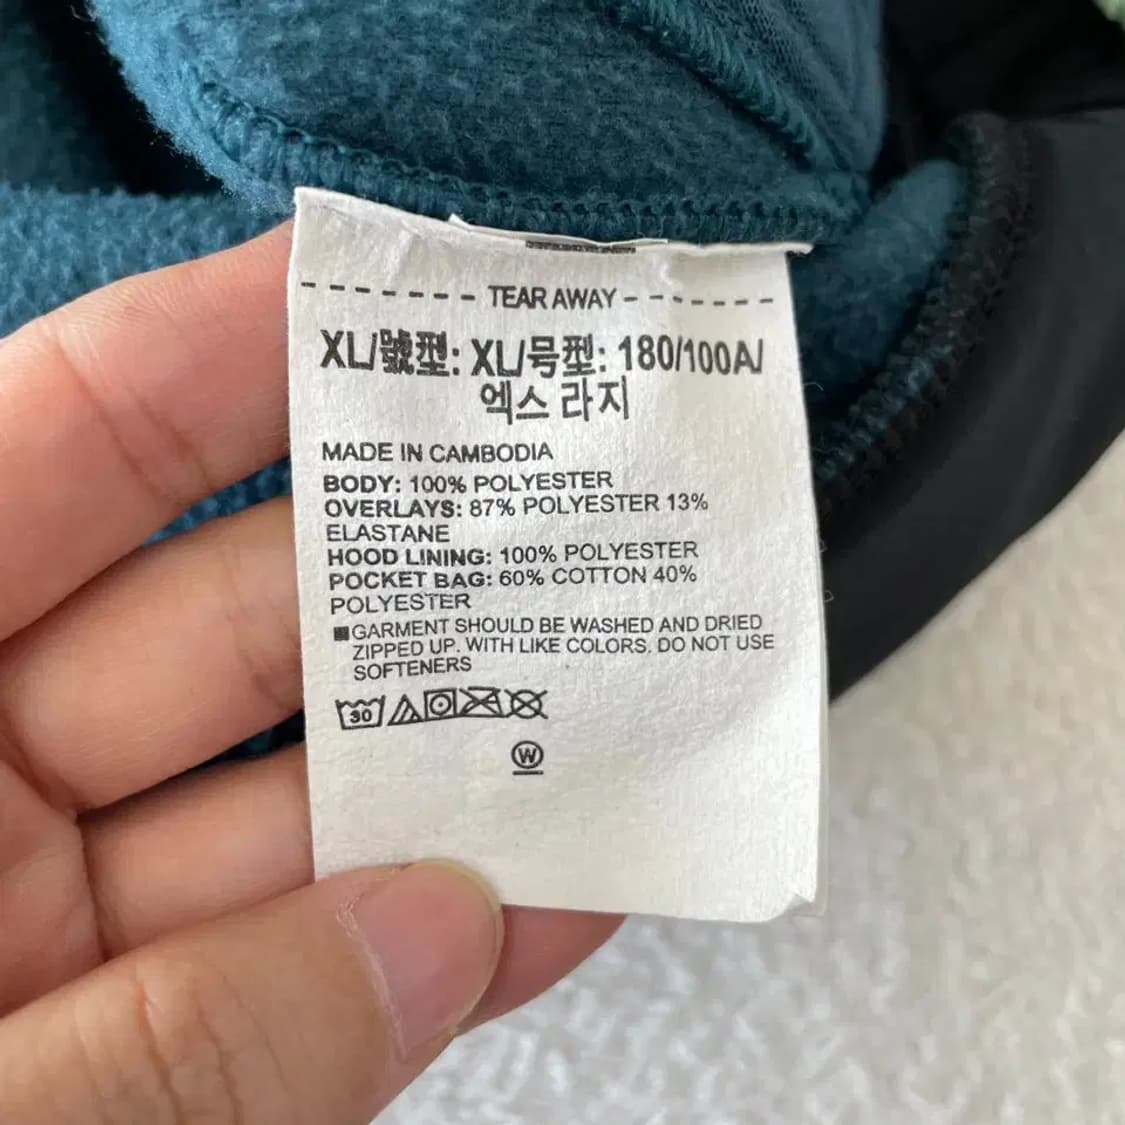 TEAR AWAY
XL/號型: XL/号型: 180/100A/
엑스 라지
MADE IN CAMBODIA
BODY: 100% POLYESTER
OVERLAYS: 87% POLYESTER 13%
ELASTANE
HOOD LINING: 100% POLYESTER
POCKET BAG: 60% COTTON 40%
POLYESTER
GARMENT SHOULD BE WASHED AND DRIED
ZIPPED UP. WITH LIKE COLORS. DO NOT USE
SOFTENERS
30
W